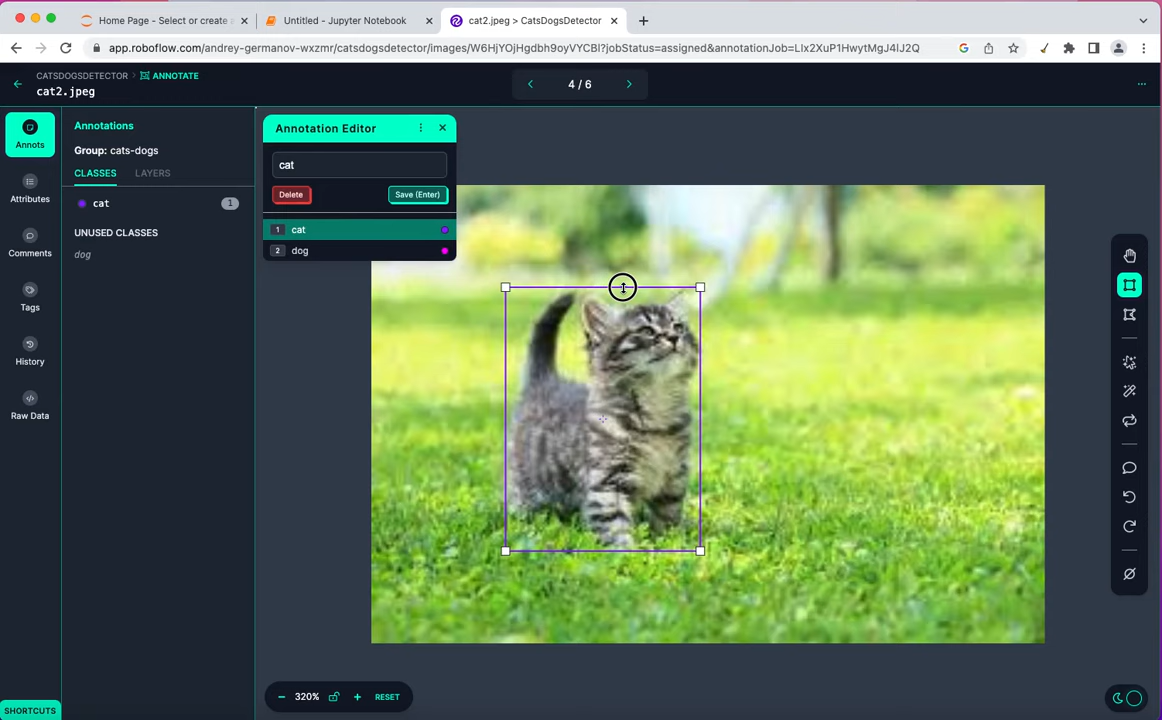 Home Page - Select or create a
Untitled - Jupyter Notebook
cat2.jpeg > CatsDogsDetector
app.roboflow.com/andrey-germanov-wxzmr/catsdogsdetector/images/W6HjYOjHgdbh9oyVYCBl?jobStatus=assigned&annotationJob=LIx2XuP1HwytMgJ4lJ2Q
CATSDOGSDETECTOR > ANNOTATE
cat2.jpeg
4 / 6
Annots
Attributes
Comments
Tags
History
Raw Data
SHORTCUTS
Annotations
Group: cats-dogs
CLASSES LAYERS
cat 1
UNUSED CLASSES
dog
Annotation Editor
cat
Delete Save (Enter)
1 cat
2 dog
320% RESET